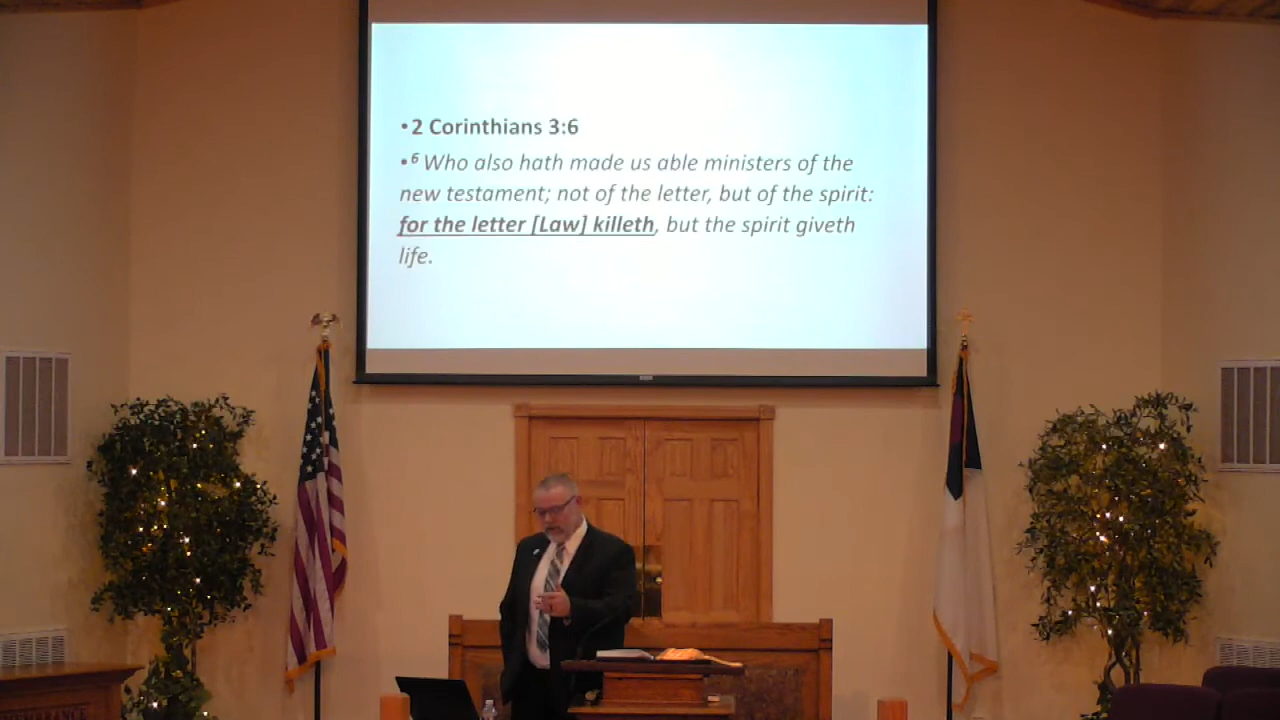 •2 Corinthians 3:6
•⁶ Who also hath made us able ministers of the
new testament; not of the letter, but of the spirit:
for the letter [Law] killeth, but the spirit giveth
life.